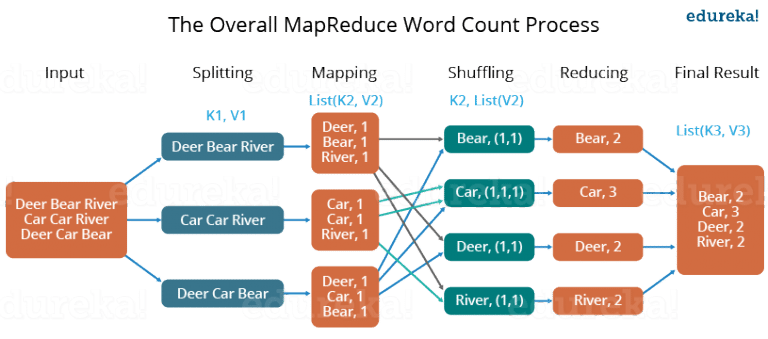 The Overall MapReduce Word Count Process
edureka!
Input
Splitting
Mapping
Shuffling
Reducing
Final Result
K1, V1
List(K2, V2)
K2, List(V2)
List(K3, V3)
Deer Bear River
Car Car River
Deer Car Bear
Deer Bear River
Car Car River
Deer Car Bear
Deer, 1
Bear, 1
River, 1
Car, 1
Car, 1
River, 1
Deer, 1
Car, 1
Bear, 1
Bear, (1,1)
Car, (1,1,1)
Deer, (1,1)
River, (1,1)
Bear, 2
Car, 3
Deer, 2
River, 2
Bear, 2
Car, 3
Deer, 2
River, 2